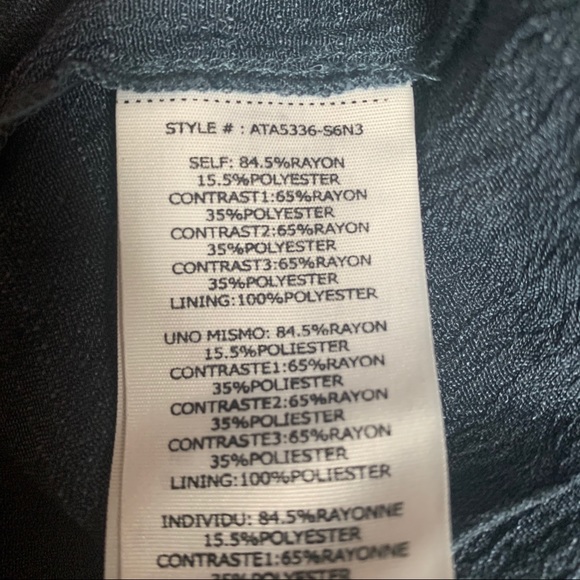 STYLE # : ATA5336-S6N3
SELF: 84.5%RAYON
15.5%POLYESTER
CONTRAST1:65%RAYON
35%POLYESTER
CONTRAST2:65%RAYON
35%POLYESTER
CONTRAST3:65%RAYON
35%POLYESTER
LINING:100%POLYESTER
UNO MISMO: 84.5%RAYON
15.5%POLIESTER
CONTRASTE1:65%RAYON
35%POLIESTER
CONTRASTE2:65%RAYON
35%POLIESTER
CONTRASTE3:65%RAYON
35%POLIESTER
LINING:100%POLIESTER
INDIVIDU: 84.5%RAYONNE
15.5%POLYESTER
CONTRASTE1:65%RAYONNE
35%POLYESTER